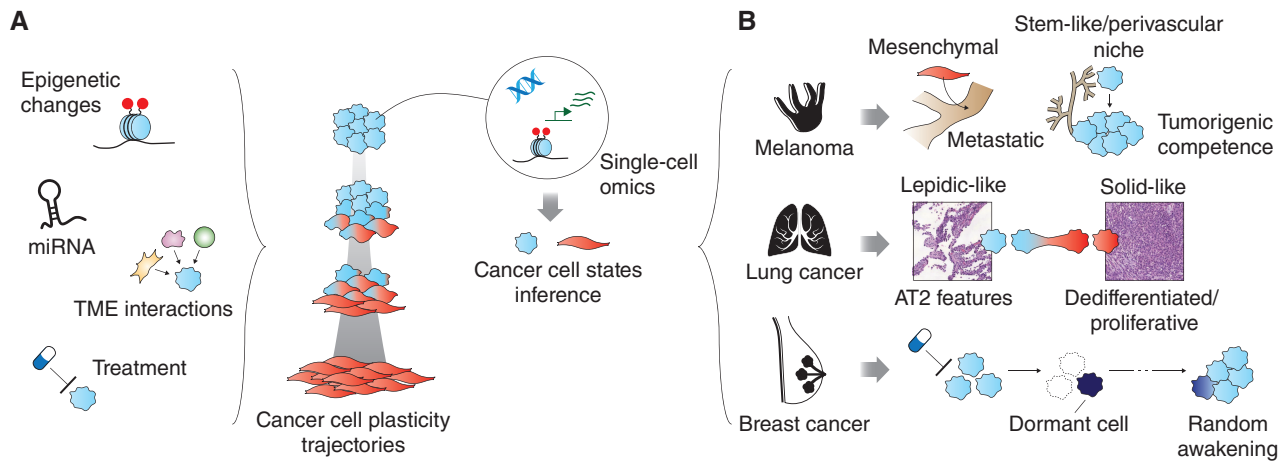 A
Epigenetic
changes
miRNA
TME interactions
Treatment
Cancer cell plasticity
trajectories
Single-cell
omics
Cancer cell states
inference
B
Melanoma
Mesenchymal
Metastatic
Stem-like/perivascular
niche
Tumorigenic
competence
Lung cancer
Lepidic-like
AT2 features
Solid-like
Dedifferentiated/
proliferative
Breast cancer
Dormant cell
Random
awakening